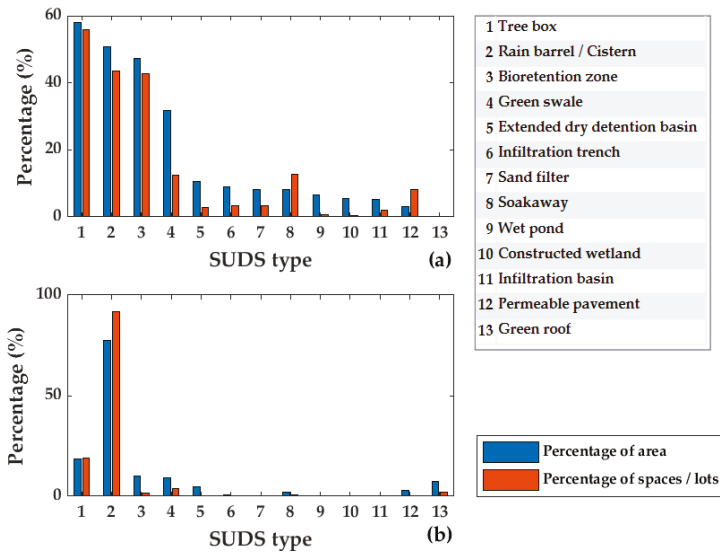 60
40
20
0
Percentage (%)
1 2 3 4 5 6 7 8 9 10 11 12 13
SUDS type
(a)
100
50
0
Percentage (%)
1 2 3 4 5 6 7 8 9 10 11 12 13
SUDS type
(b)
1 Tree box
2 Rain barrel / Cistern
3 Bioretention zone
4 Green swale
5 Extended dry detention basin
6 Infiltration trench
7 Sand filter
8 Soakaway
9 Wet pond
10 Constructed wetland
11 Infiltration basin
12 Permeable pavement
13 Green roof
Percentage of area
Percentage of spaces / lots